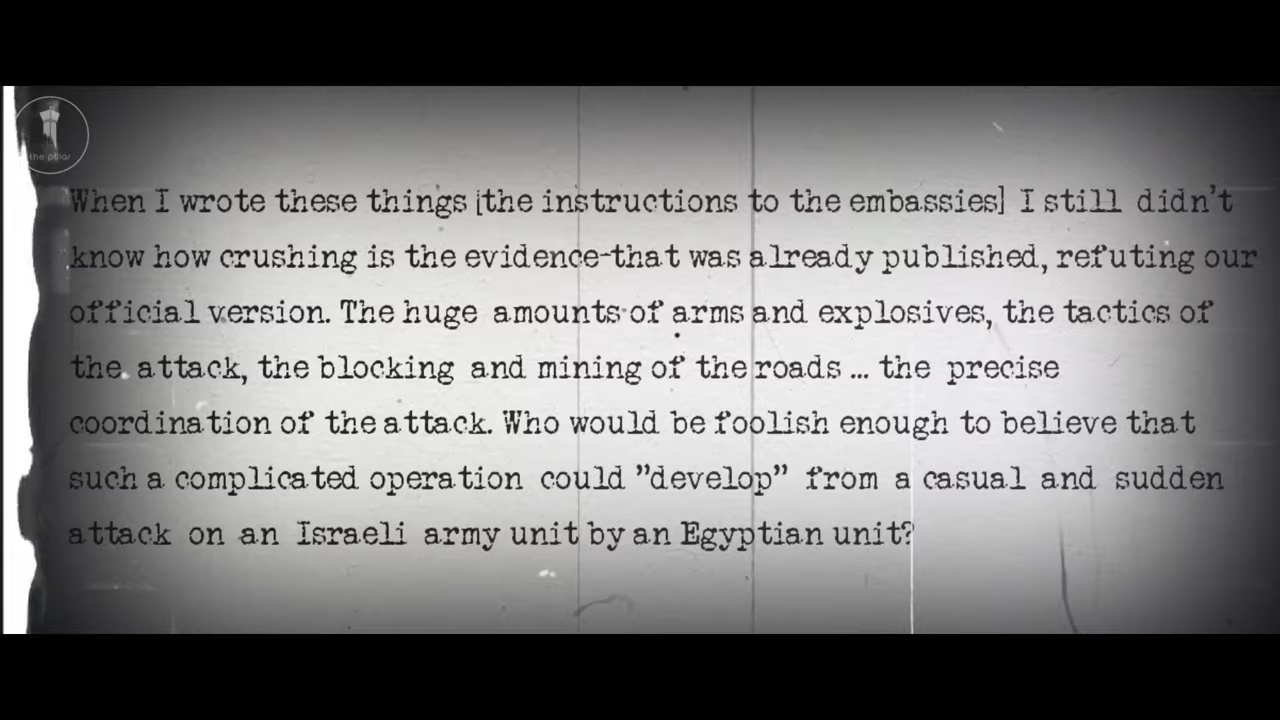 the pillar
When I wrote these things [the instructions to the embassies] I still didn't
know how crushing is the evidence-that was already published, refuting our
official version. The huge amounts of arms and explosives, the tactics of
the attack, the blocking and mining of the roads ... the precise
coordination of the attack. Who would be foolish enough to believe that
such a complicated operation could "develop" from a casual and sudden
attack on an Israeli army unit by an Egyptian unit?